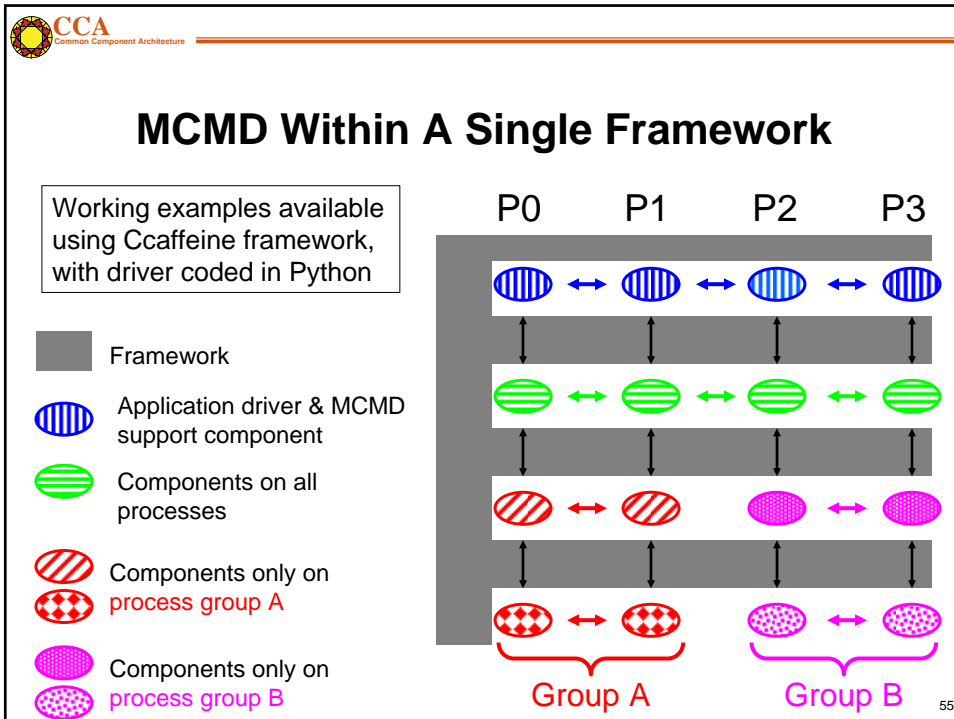 CCA
Common Component Architecture
MCMD Within A Single Framework
Working examples available
using Ccaffeine framework,
with driver coded in Python
P0 P1 P2 P3
Framework
Application driver & MCMD
support component
Components on all
processes
Components only on
process group A
Components only on
process group B
Group A Group B
55